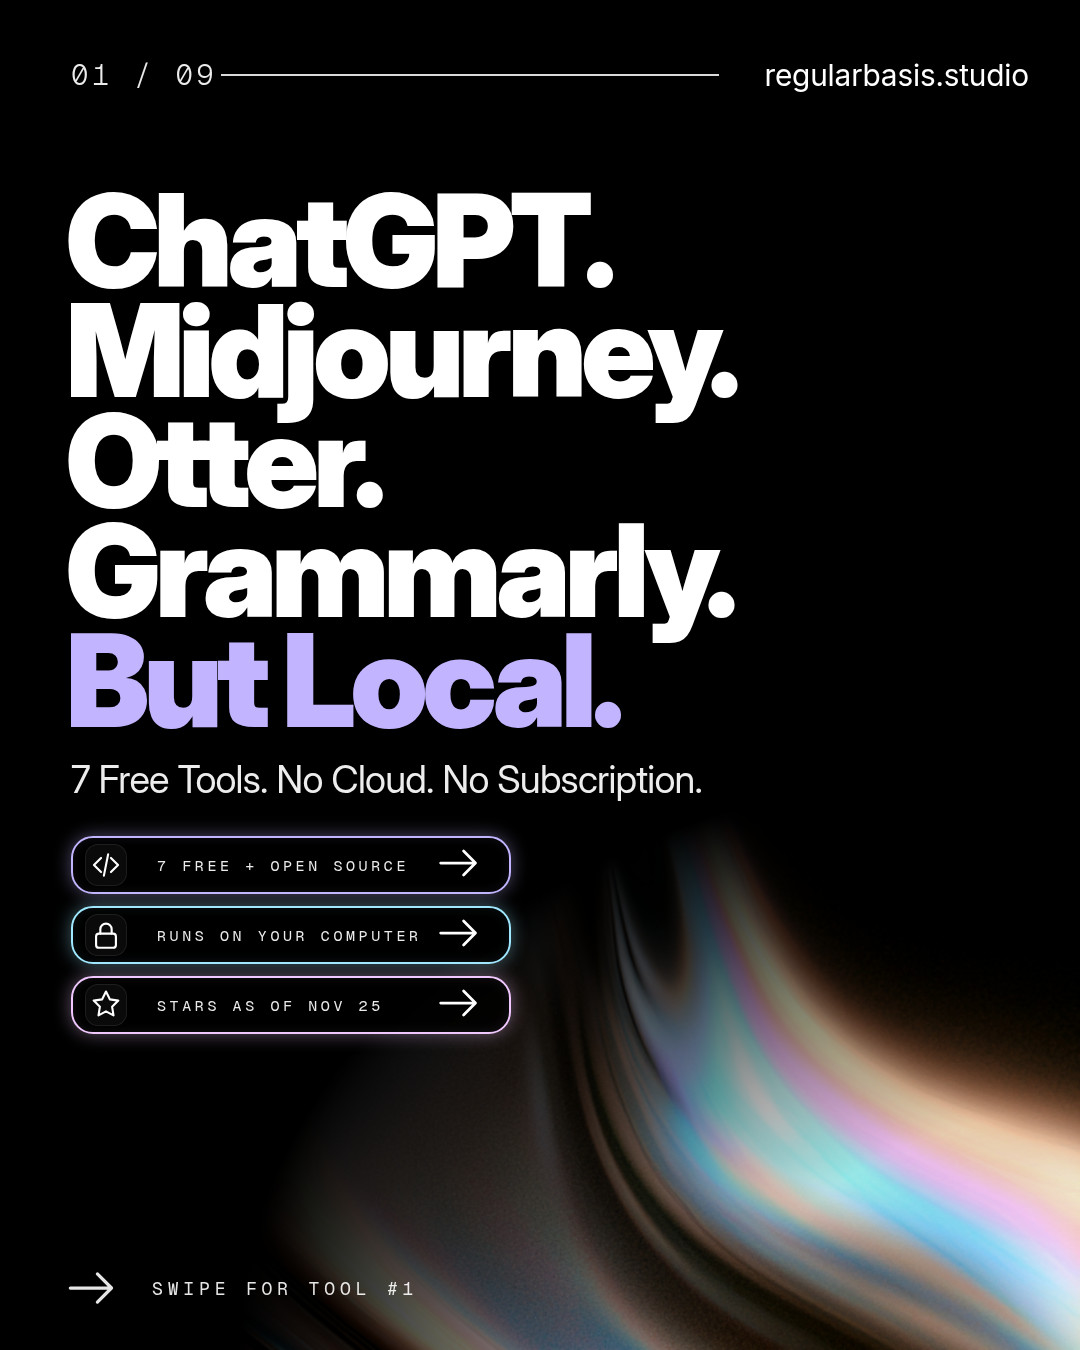 01 / 09
regularbasis.studio
ChatGPT.
Midjourney.
Otter.
Grammarly.
But Local.
7 Free Tools. No Cloud. No Subscription.
7 FREE + OPEN SOURCE
RUNS ON YOUR COMPUTER
STARS AS OF NOV 25
SWIPE FOR TOOL #1